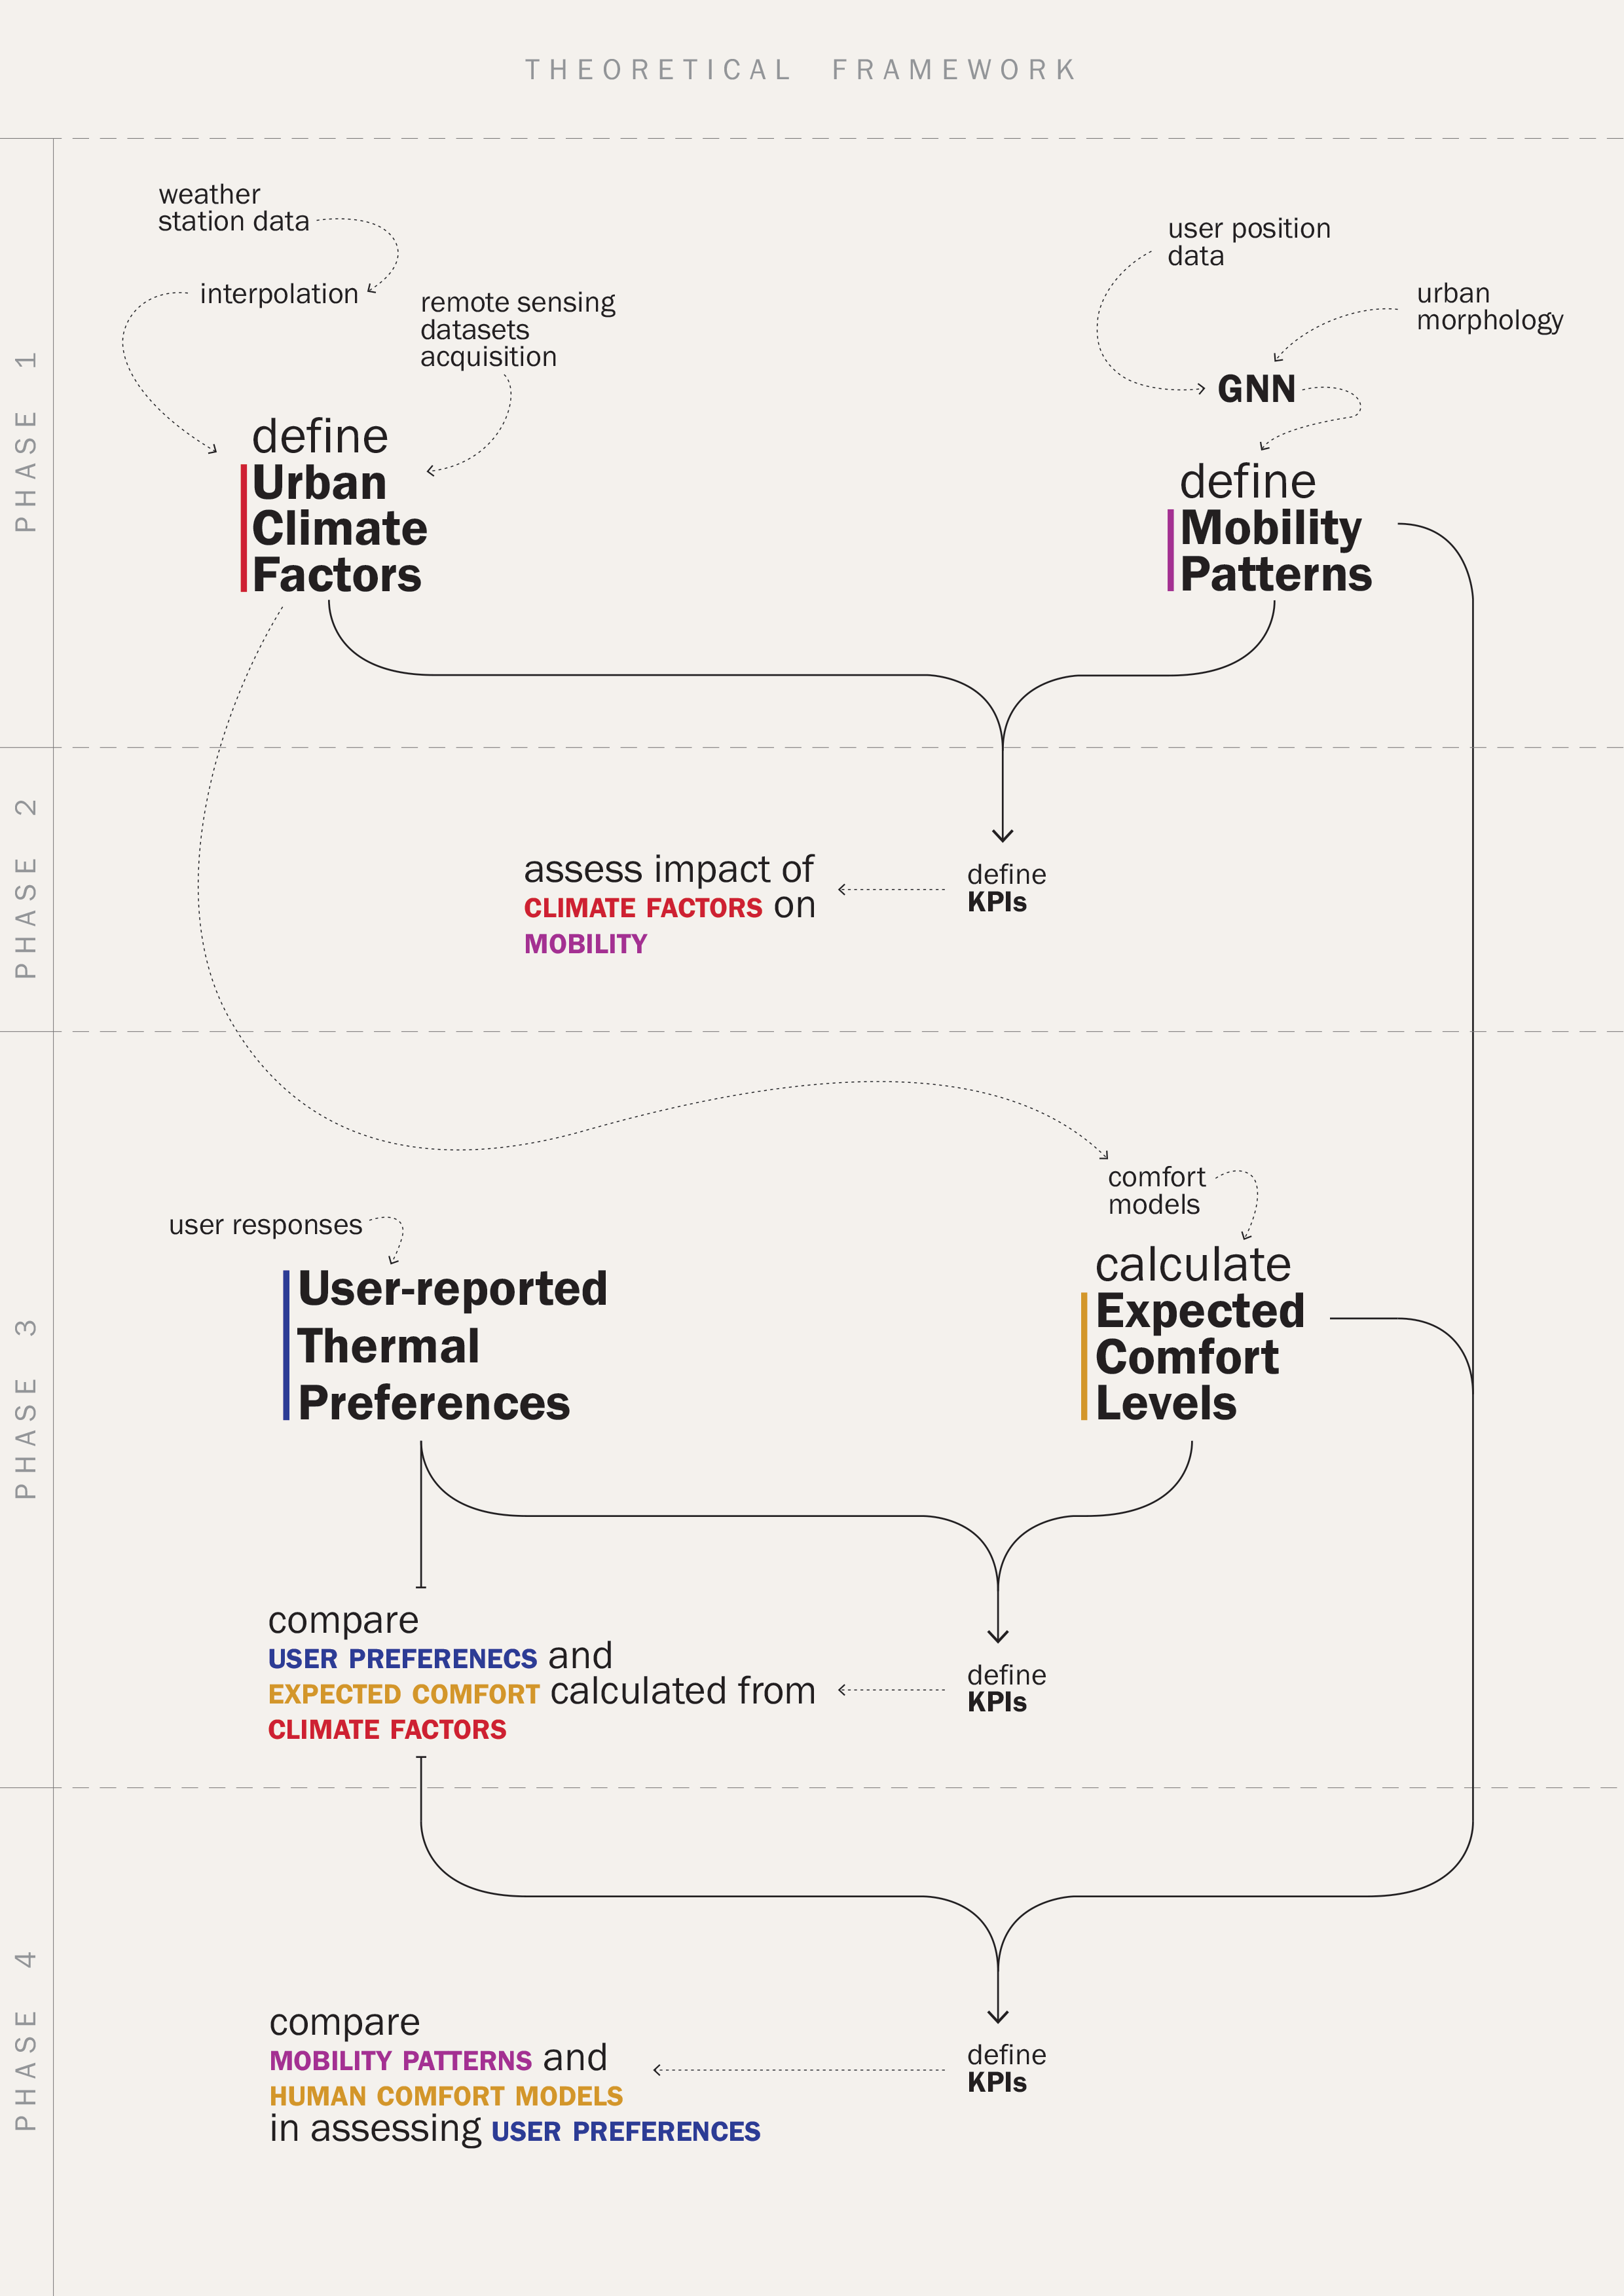 THEORETICAL FRAMEWORK
PHASE 1
weather
station data
interpolation
remote sensing
datasets
acquisition
define
Urban
Climate
Factors
user position
data
urban
morphology
GNN
define
Mobility
Patterns
PHASE 2
assess impact of
CLIMATE FACTORS on
MOBILITY
define
KPIs
PHASE 3
comfort
models
user responses
User-reported
Thermal
Preferences
calculate
Expected
Comfort
Levels
compare
USER PREFERENECS and
EXPECTED COMFORT calculated from
CLIMATE FACTORS
define
KPIs
PHASE 4
compare
MOBILITY PATTERNS and
HUMAN COMFORT MODELS
in assessing USER PREFERENCES
define
KPIs